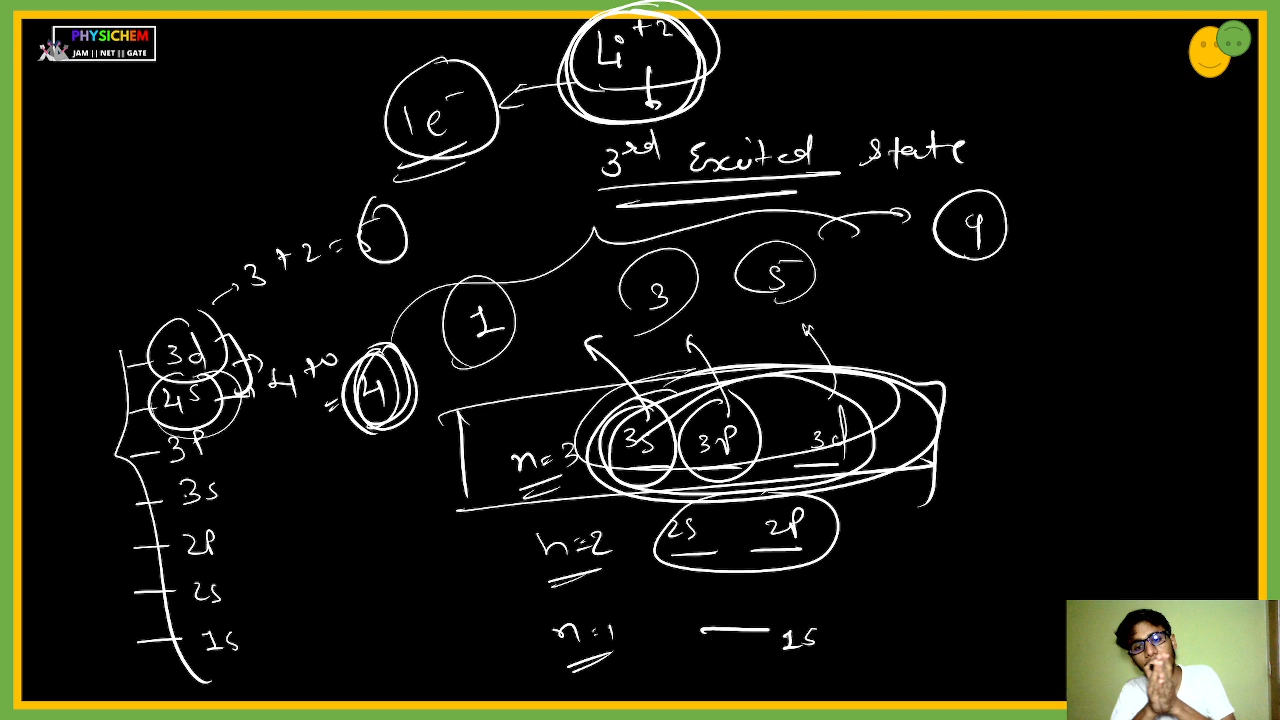 PHYSICHEM
JAM || NET || GATE
Li+2
1e-
3rd Excited State
3+2=5
9
3
5
1
3d
4s
4+0
4
3P
3s
2P
2s
1s
n=3 3s 3P 3d
n=2 2s 2P
n=1 1s